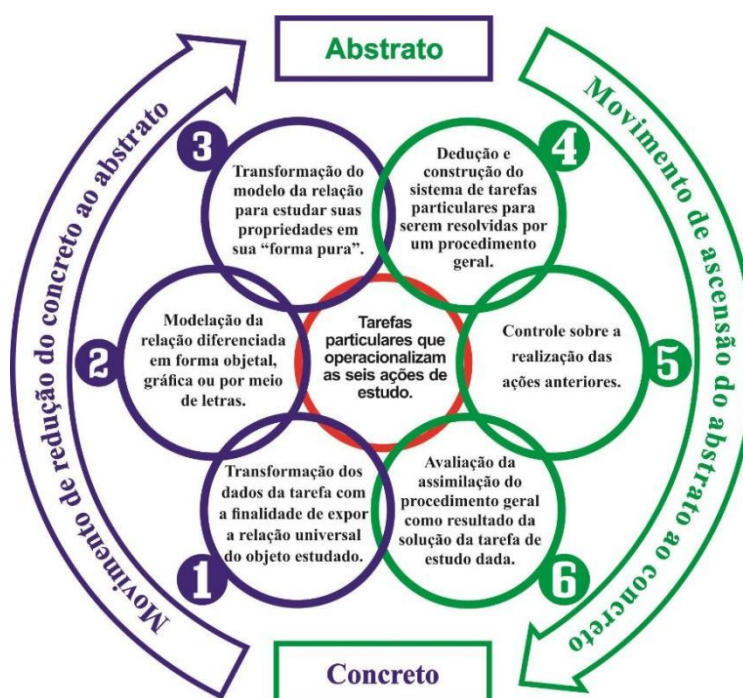 Abstrato
Movimento de redução do concreto ao abstrato
Movimento de ascensão do abstrato ao concreto
3
Transformação do
modelo da relação
para estudar suas
propriedades em
sua “forma pura”.
4
Dedução e
construção do
sistema de tarefas
particulares para
serem resolvidas por
um procedimento
geral.
2
Modelação da
relação diferenciada
em forma objetal,
gráfica ou por meio
de letras.
Tarefas
particulares que
operacionalizam
as seis ações de
estudo.
5
Controle sobre a
realização das
ações anteriores.
1
Transformação dos
dados da tarefa com
a finalidade de expor
a relação universal
do objeto estudado.
6
Avaliação da
assimilação do
procedimento geral
como resultado da
solução da tarefa de
estudo dada.
Concreto